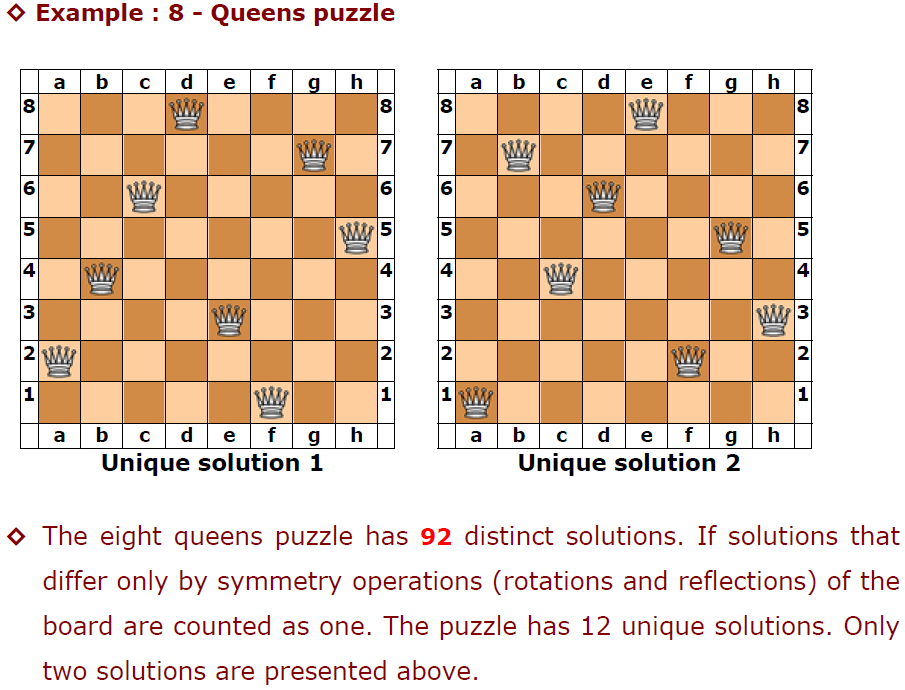 Example : 8 - Queens puzzle
a b c d e f g h a b c d e f g h
8 8 8 8
7 7 7 7
6 6 6 6
5 5 5 5
4 4 4 4
3 3 3 3
2 2 2 2
1 1 1 1
a b c d e f g h a b c d e f g h
Unique solution 1 Unique solution 2
The eight queens puzzle has 92 distinct solutions. If solutions that
differ only by symmetry operations (rotations and reflections) of the
board are counted as one. The puzzle has 12 unique solutions. Only
two solutions are presented above.